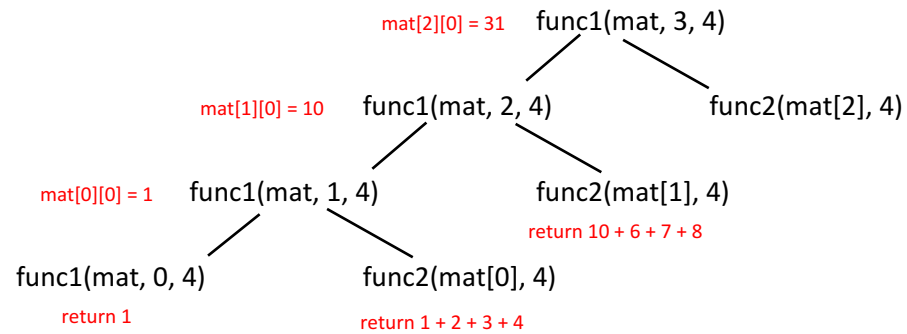 mat[2][0] = 31 func1(mat, 3, 4)
mat[1][0] = 10 func1(mat, 2, 4) func2(mat[2], 4)
mat[0][0] = 1 func1(mat, 1, 4) func2(mat[1], 4)
return 10 + 6 + 7 + 8
func1(mat, 0, 4) func2(mat[0], 4)
return 1 return 1 + 2 + 3 + 4